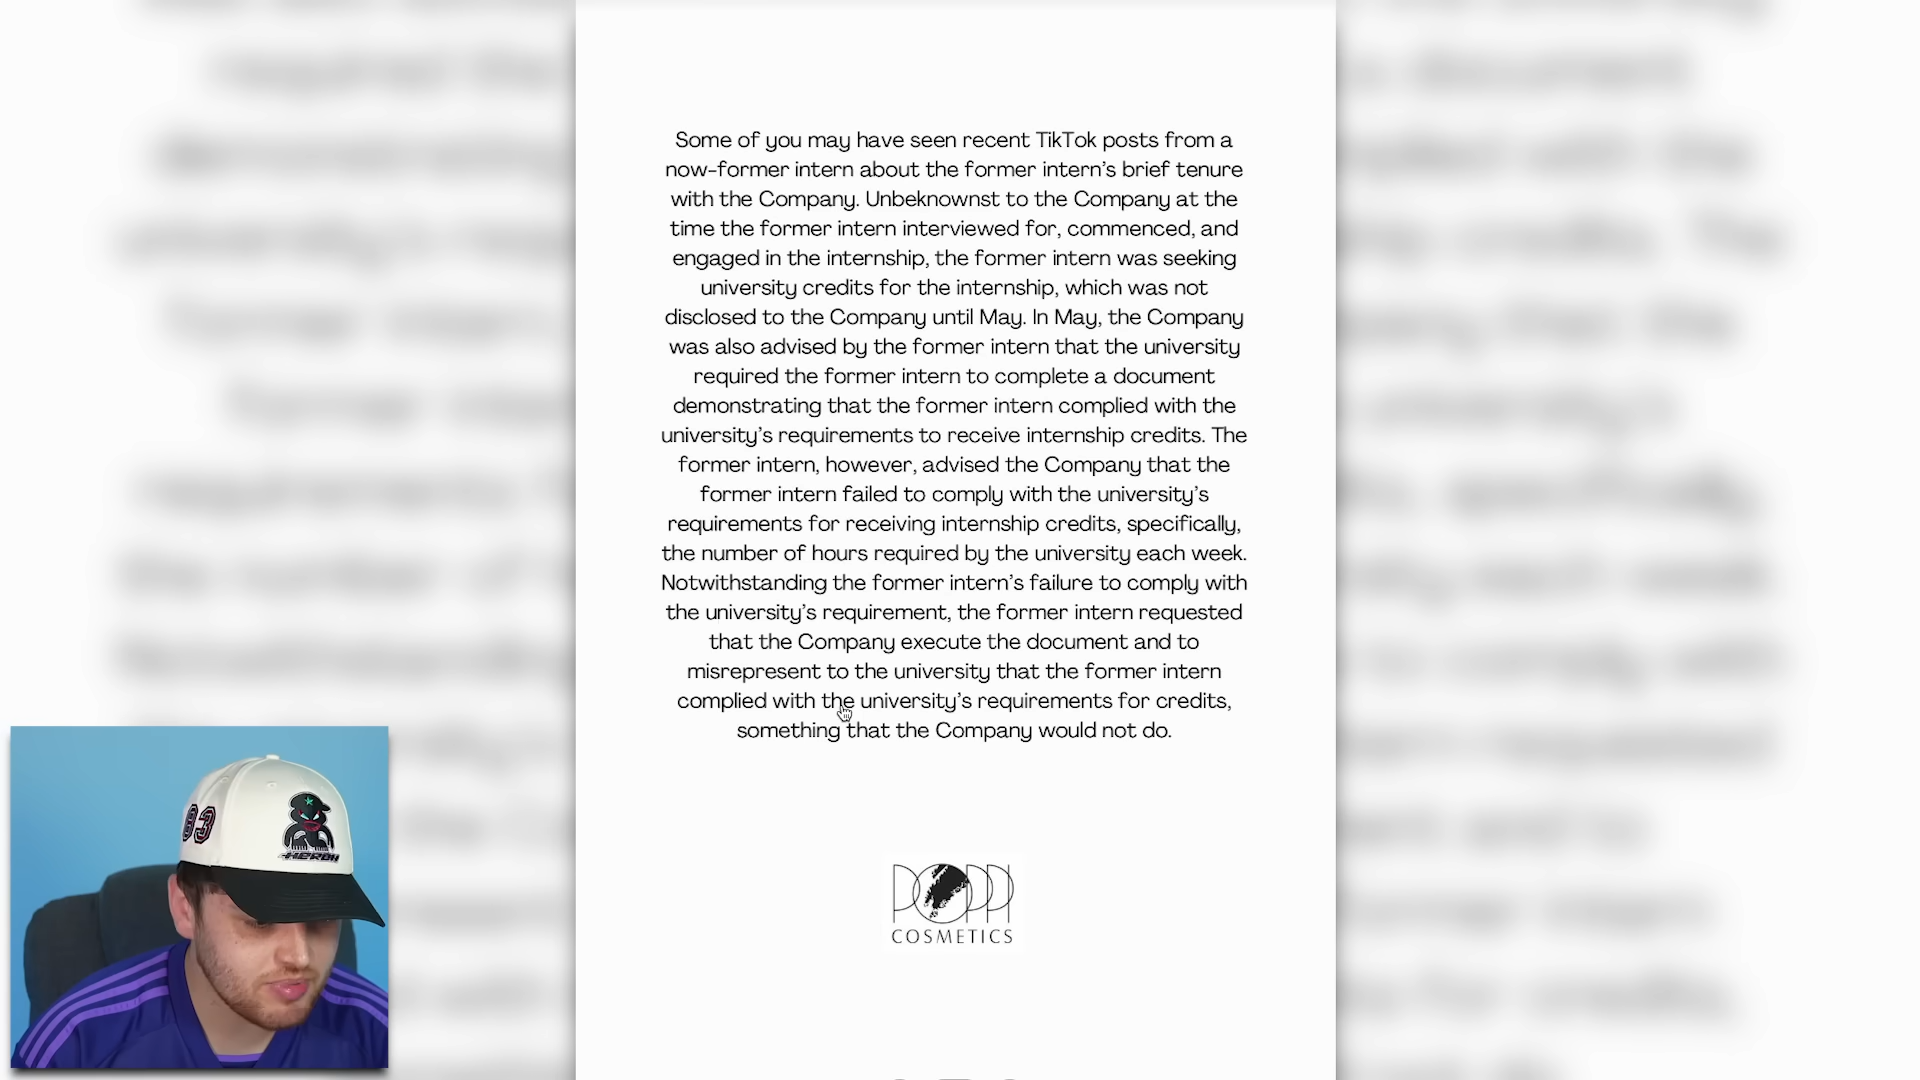 Some of you may have seen recent TikTok posts from a
now-former intern about the former intern's brief tenure
with the Company. Unbeknownst to the Company at the
time the former intern interviewed for, commenced, and
engaged in the internship, the former intern was seeking
university credits for the internship, which was not
disclosed to the Company until May. In May, the Company
was also advised by the former intern that the university
required the former intern to complete a document
demonstrating that the former intern complied with the
university's requirements to receive internship credits. The
former intern, however, advised the Company that the
former intern failed to comply with the university's
requirements for receiving internship credits, specifically,
the number of hours required by the university each week.
Notwithstanding the former intern's failure to comply with
the university's requirement, the former intern requested
that the Company execute the document and to
misrepresent to the university that the former intern
complied with the university's requirements for credits,
something that the Company would not do.
POPPI
COSMETICS
83
HEROH